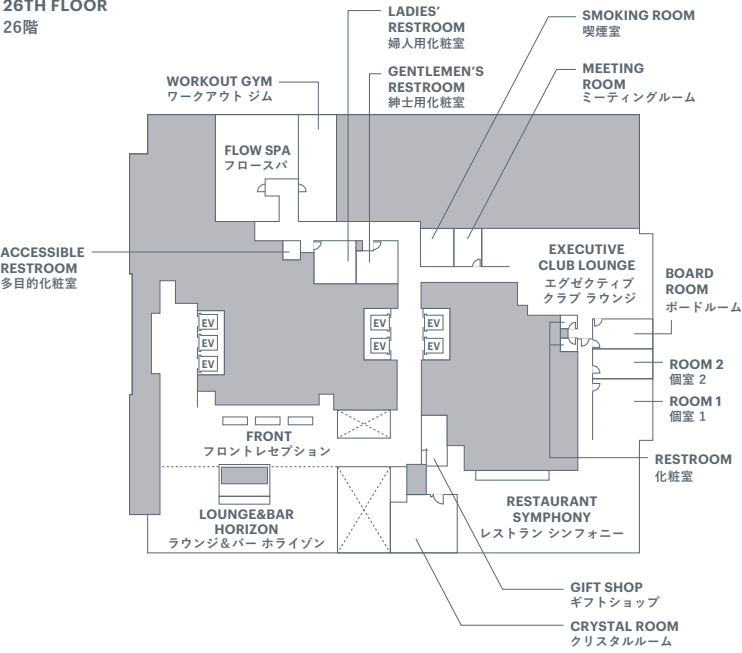 26TH FLOOR
26階
LADIES’
RESTROOM
婦人用化粧室
SMOKING ROOM
喫煙室
WORKOUT GYM
ワークアウト ジム
GENTLEMEN’S
RESTROOM
紳士用化粧室
MEETING
ROOM
ミーティングルーム
FLOW SPA
フロースパ
ACCESSIBLE
RESTROOM
多目的化粧室
EXECUTIVE
CLUB LOUNGE
エグゼクティブ
クラブ ラウンジ
BOARD
ROOM
ボードルーム
EV
EV
EV
EV
EV
EV
EV
ROOM 2
個室 2
ROOM 1
個室 1
FRONT
フロントレセプション
RESTROOM
化粧室
LOUNGE&BAR
HORIZON
ラウンジ＆バー ホライゾン
RESTAURANT
SYMPHONY
レストラン シンフォニー
GIFT SHOP
ギフトショップ
CRYSTAL ROOM
クリスタルルーム